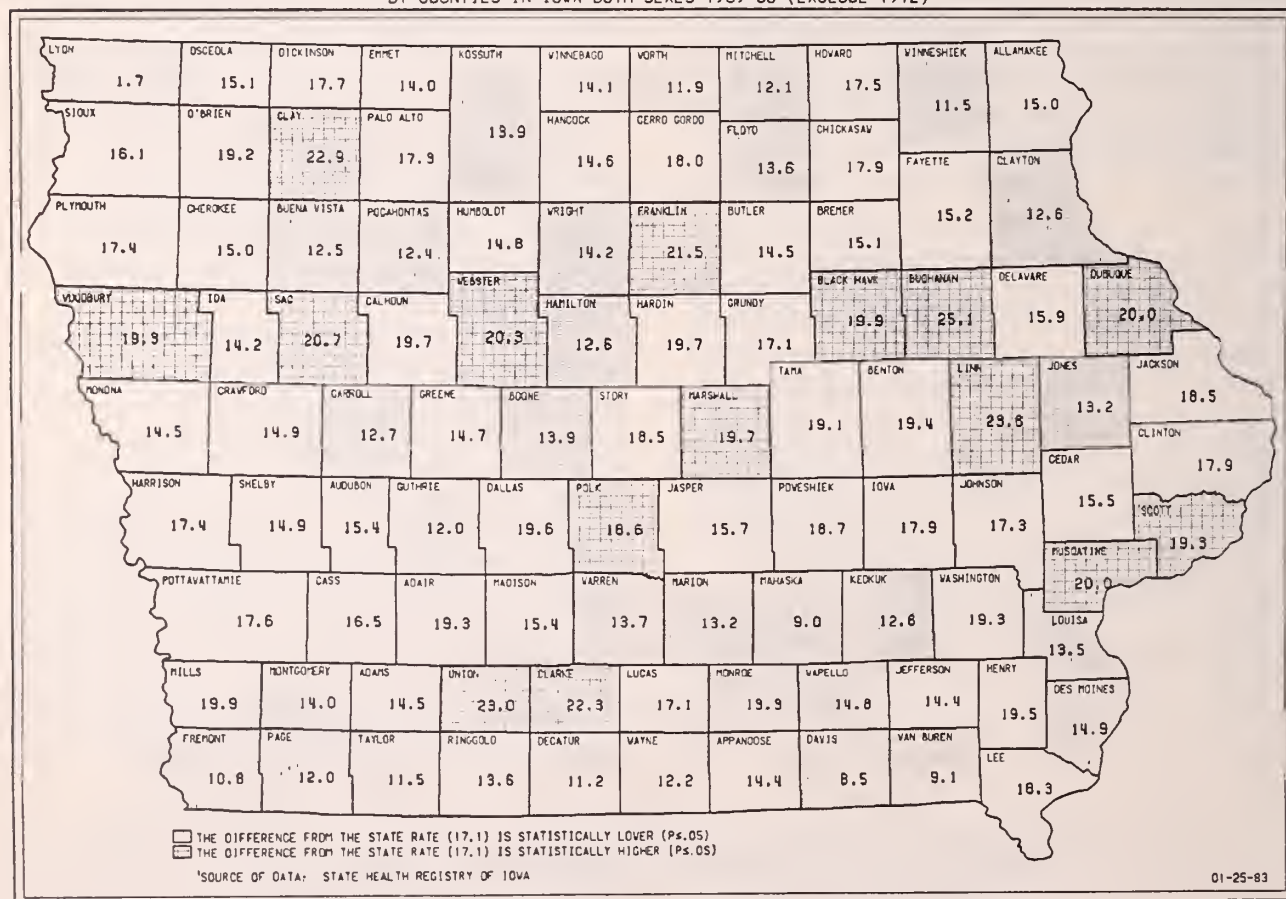 BY COUNTIES IN IOWA BOTH SEXES
LYON OSCEOLA DICKINSON EMMET KOSSUTH WINNEBAGO WORTH MITCHELL HOWARD WINNESHIEK ALLAMAKEE
1.7 15.1 17.7 14.0 14.1 11.9 12.1 17.5 11.5 15.0
SIOUX O'BRIEN CLAY PALO ALTO HANCOCK CERRO GORDO FLOYD CHICKASAW
13.9
16.1 19.2 22.9 17.3 14.6 18.0 13.6 17.9
FAYETTE CLAYTON
PLYMOUTH CHEROKEE BUENA VISTA POCAHONTAS HUMBOLDT WRIGHT FRANKLIN BUTLER BREMER
15.2 12.6
17.4 15.0 12.5 12.4 14.8 14.2 21.5 14.5 15.1
WEBSTER BLACK HAWK BUCHANAN DELAWARE DUBUQUE
WOODBURY IDA SAC CALHOUN HAMILTON HARDIN GRUNDY
19.3 14.2 20.7 19.7 20.3 12.6 19.7 17.1 19.9 25.1 15.9 20.0
TAMA BENTON LINN JONES JACKSON
MONONA CRAWFORD CARROLL GREENE BOONE STORY MARSHALL
14.5 14.9 12.7 14.7 13.9 18.5 19.7 19.1 19.4 23.6 13.2 18.5
CLINTON
17.9
HARRISON SHELBY AUDUBON GUTHRIE DALLAS POLK JASPER POWESHIEK IOWA JOHNSON CEDAR
17.4 14.9 15.4 12.0 19.6 18.6 15.7 18.7 17.9 17.3 15.5
SCOTT
19.3
MUSCATINE
20.0
POTTAWATTAMIE CASS ADAIR MADISON WARREN MARION MAHASKA KEOKUK WASHINGTON
17.6 16.5 19.3 15.4 13.7 13.2 9.0 12.6 19.3
LOUISA
13.5
MILLS MONTGOMERY ADAMS UNION CLARKE LUCAS MONROE WAPELLO JEFFERSON HENRY
19.9 14.0 14.5 23.0 22.3 17.1 13.3 14.8 14.4 19.5
DES MOINES
14.9
FREMONT PAGE TAYLOR RINGGOLD DECATUR WAYNE APPANOOSE DAVIS VAN BUREN LEE
10.8 12.0 11.5 13.6 11.2 12.2 14.4 8.5 9.1 18.3
THE DIFFERENCE FROM THE STATE RATE (17.1) IS STATISTICALLY LOWER (P≤.05)
THE DIFFERENCE FROM THE STATE RATE (17.1) IS STATISTICALLY HIGHER (P≤.05)
'SOURCE OF DATA: STATE HEALTH REGISTRY OF IOWA
01-25-83